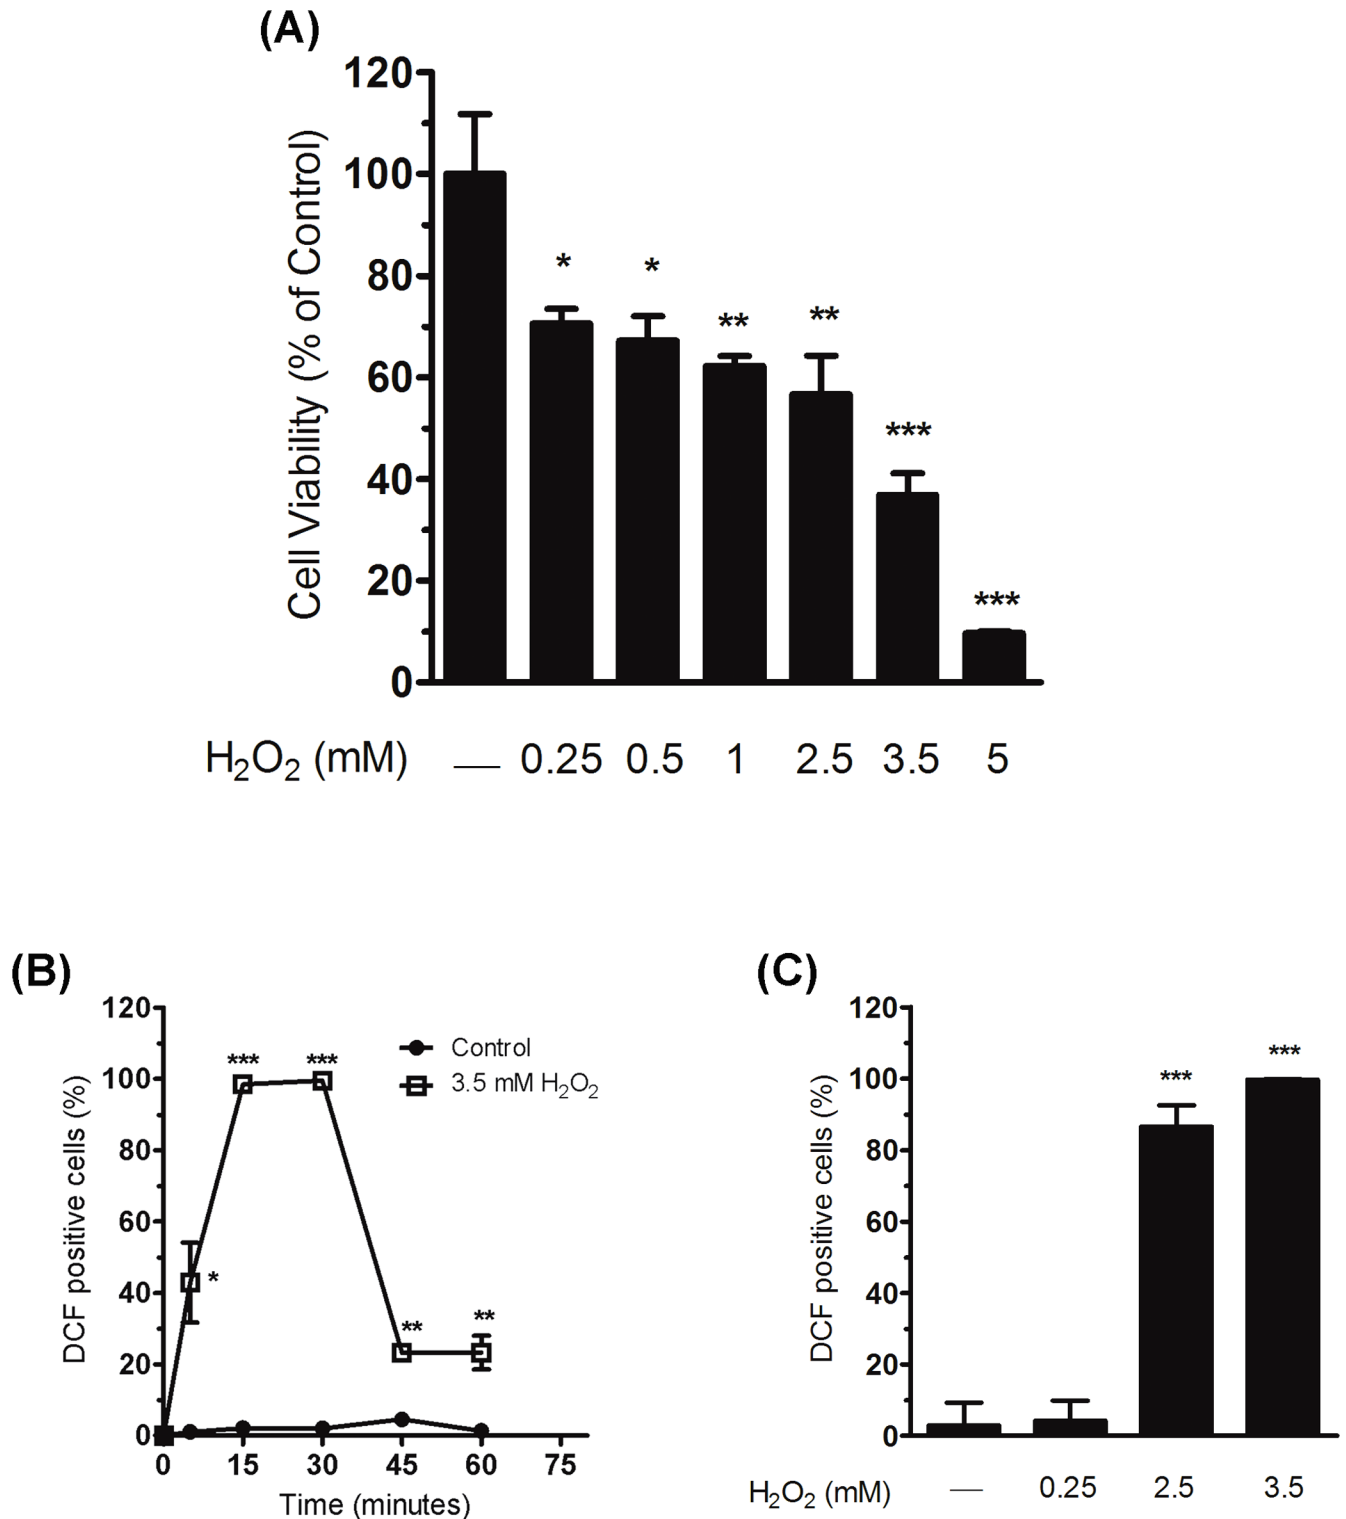 (A)
Cell Viability (% of Control)
120
100
80
60
40
20
0
*
*
**
**
***
***
H₂O₂ (mM) — 0.25 0.5 1 2.5 3.5 5
(B)
DCF positive cells (%)
120
100
80
60
40
20
0
***
***
*
**
**
Control
3.5 mM H₂O₂
0 15 30 45 60 75
Time (minutes)
(C)
DCF positive cells (%)
120
100
80
60
40
20
0
***
***
H₂O₂ (mM) — 0.25 2.5 3.5